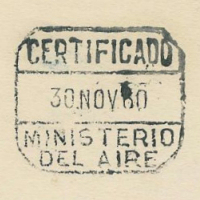 CERTIFICADO
30.NOV 60
MINISTERIO
DEL AIRE